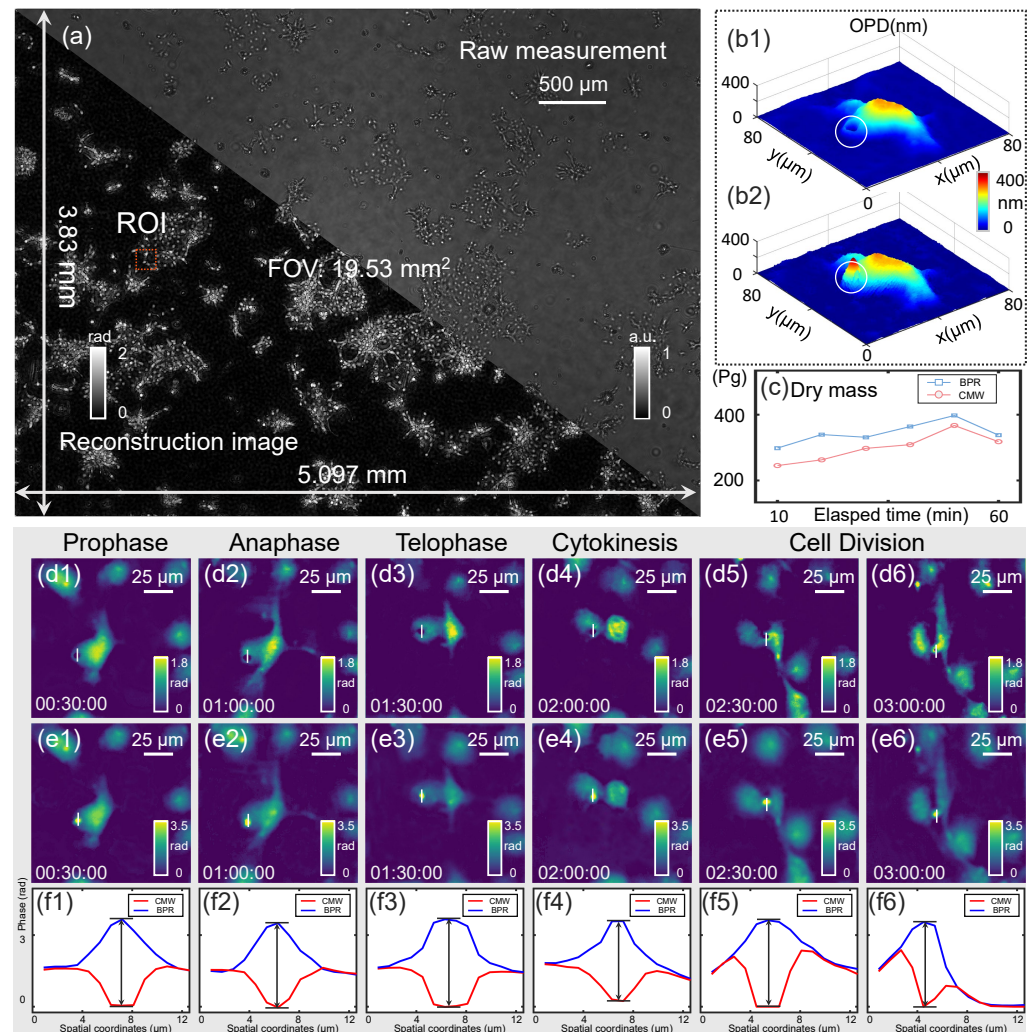 (a)
Raw measurement
500 μm
3.83 mm
ROI
FOV: 19.53 mm²
rad
2
0
a.u.
1
0
Reconstruction image
5.097 mm
(b1)
OPD(nm)
400
0
80
y(μm)
0
x(μm)
80
400
nm
0
(b2)
400
0
80
y(μm)
0
x(μm)
80
(Pg)
(c) Dry mass
BPR
CMW
400
200
10
Elasped time (min)
60
Prophase Anaphase Telophase Cytokinesis Cell Division
(d1) 25 μm
1.8
rad
0
00:30:00
(d2) 25 μm
1.8
rad
0
01:00:00
(d3) 25 μm
1.8
rad
0
01:30:00
(d4) 25 μm
1.8
rad
0
02:00:00
(d5) 25 μm
1.8
rad
0
02:30:00
(d6) 25 μm
1.8
rad
0
03:00:00
(e1) 25 μm
3.5
rad
0
00:30:00
(e2) 25 μm
3.5
rad
0
01:00:00
(e3) 25 μm
3.5
rad
0
01:30:00
(e4) 25 μm
3.5
rad
0
02:00:00
(e5) 25 μm
3.5
rad
0
02:30:00
(e6) 25 μm
3.5
rad
0
03:00:00
Phase (rad)
3
0
(f1)
CMW
BPR
0 4 8 12
Spatial coordinates (μm)
(f2)
CMW
BPR
0 4 8 12
Spatial coordinates (μm)
(f3)
CMW
BPR
0 4 8 12
Spatial coordinates (μm)
(f4)
CMW
BPR
0 4 8 12
Spatial coordinates (μm)
(f5)
CMW
BPR
0 4 8 12
Spatial coordinates (μm)
(f6)
CMW
BPR
0 4 8 12
Spatial coordinates (μm)